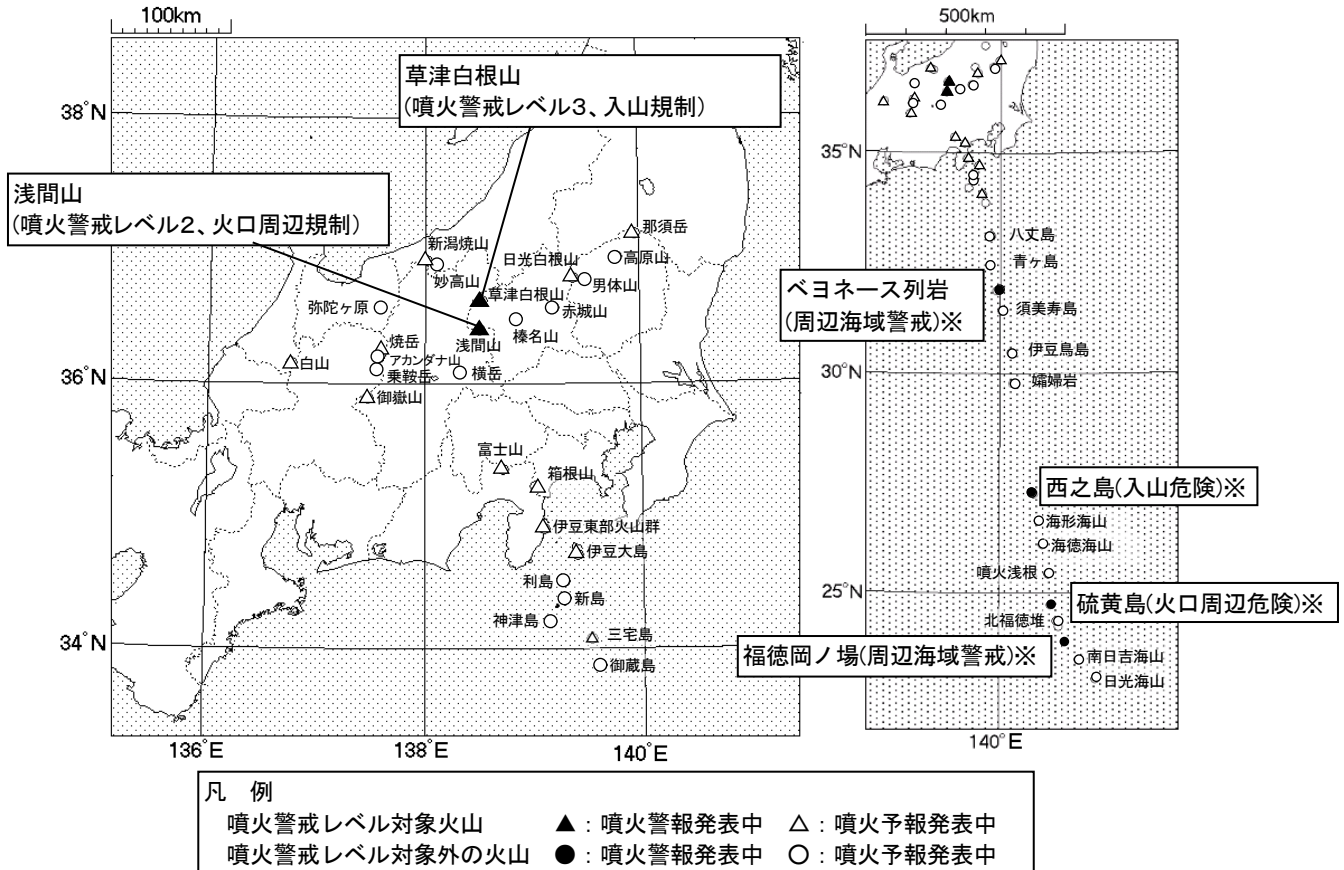 100km
500km
草津白根山
(噴火警戒レベル3、入山規制)
38°N
浅間山
(噴火警戒レベル2、火口周辺規制)
35°N
那須岳
新潟焼山
日光白根山
高原山
妙高山
男体山
草津白根山
弥陀ヶ原
赤城山
榛名山
浅間山
焼岳
アカンダナ山
白山
乗鞍岳
横岳
36°N
御嶽山
富士山
箱根山
伊豆東部火山群
伊豆大島
利島
新島
神津島
三宅島
34°N
御蔵島
136°E
138°E
140°E
八丈島
青ヶ島
ベヨネース列岩
(周辺海域警戒)※
須美寿島
伊豆鳥島
30°N
孀婦岩
西之島(入山危険)※
海形海山
海徳海山
噴火浅根
25°N
硫黄島(火口周辺危険)※
北福徳堆
福徳岡ノ場(周辺海域警戒)※
南日吉海山
日光海山
140°E
凡 例
噴火警戒レベル対象火山 ▲:噴火警報発表中 △:噴火予報発表中
噴火警戒レベル対象外の火山 ●:噴火警報発表中 ○:噴火予報発表中